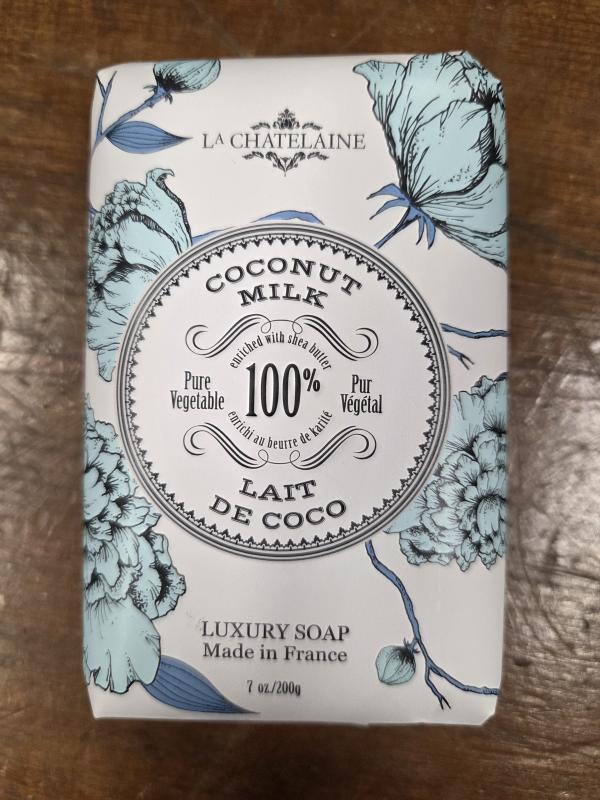 LA CHATELAINE
COCONUT
MILK
enriched with shea butter
Pure
Vegetable
100%
Pur
Végétal
enrichi au beurre de karité
LAIT
DE COCO
LUXURY SOAP
Made in France
7 oz./200g